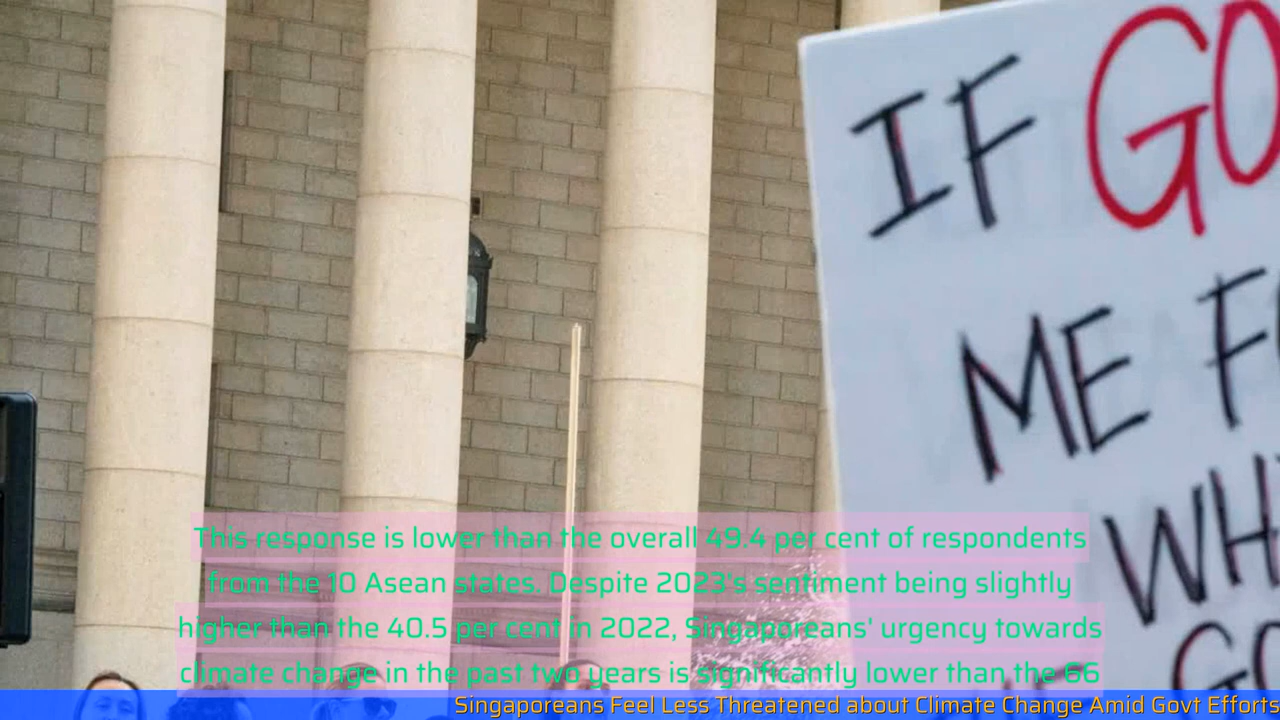 IF GO
ME F
WH
GO
This response is lower than the overall 49.4 per cent of respondents
from the 10 Asean states. Despite 2023's sentiment being slightly
higher than the 40.5 per cent in 2022, Singaporeans' urgency towards
climate change in the past two years is significantly lower than the 66
Singaporeans Feel Less Threatened about Climate Change Amid Govt Efforts